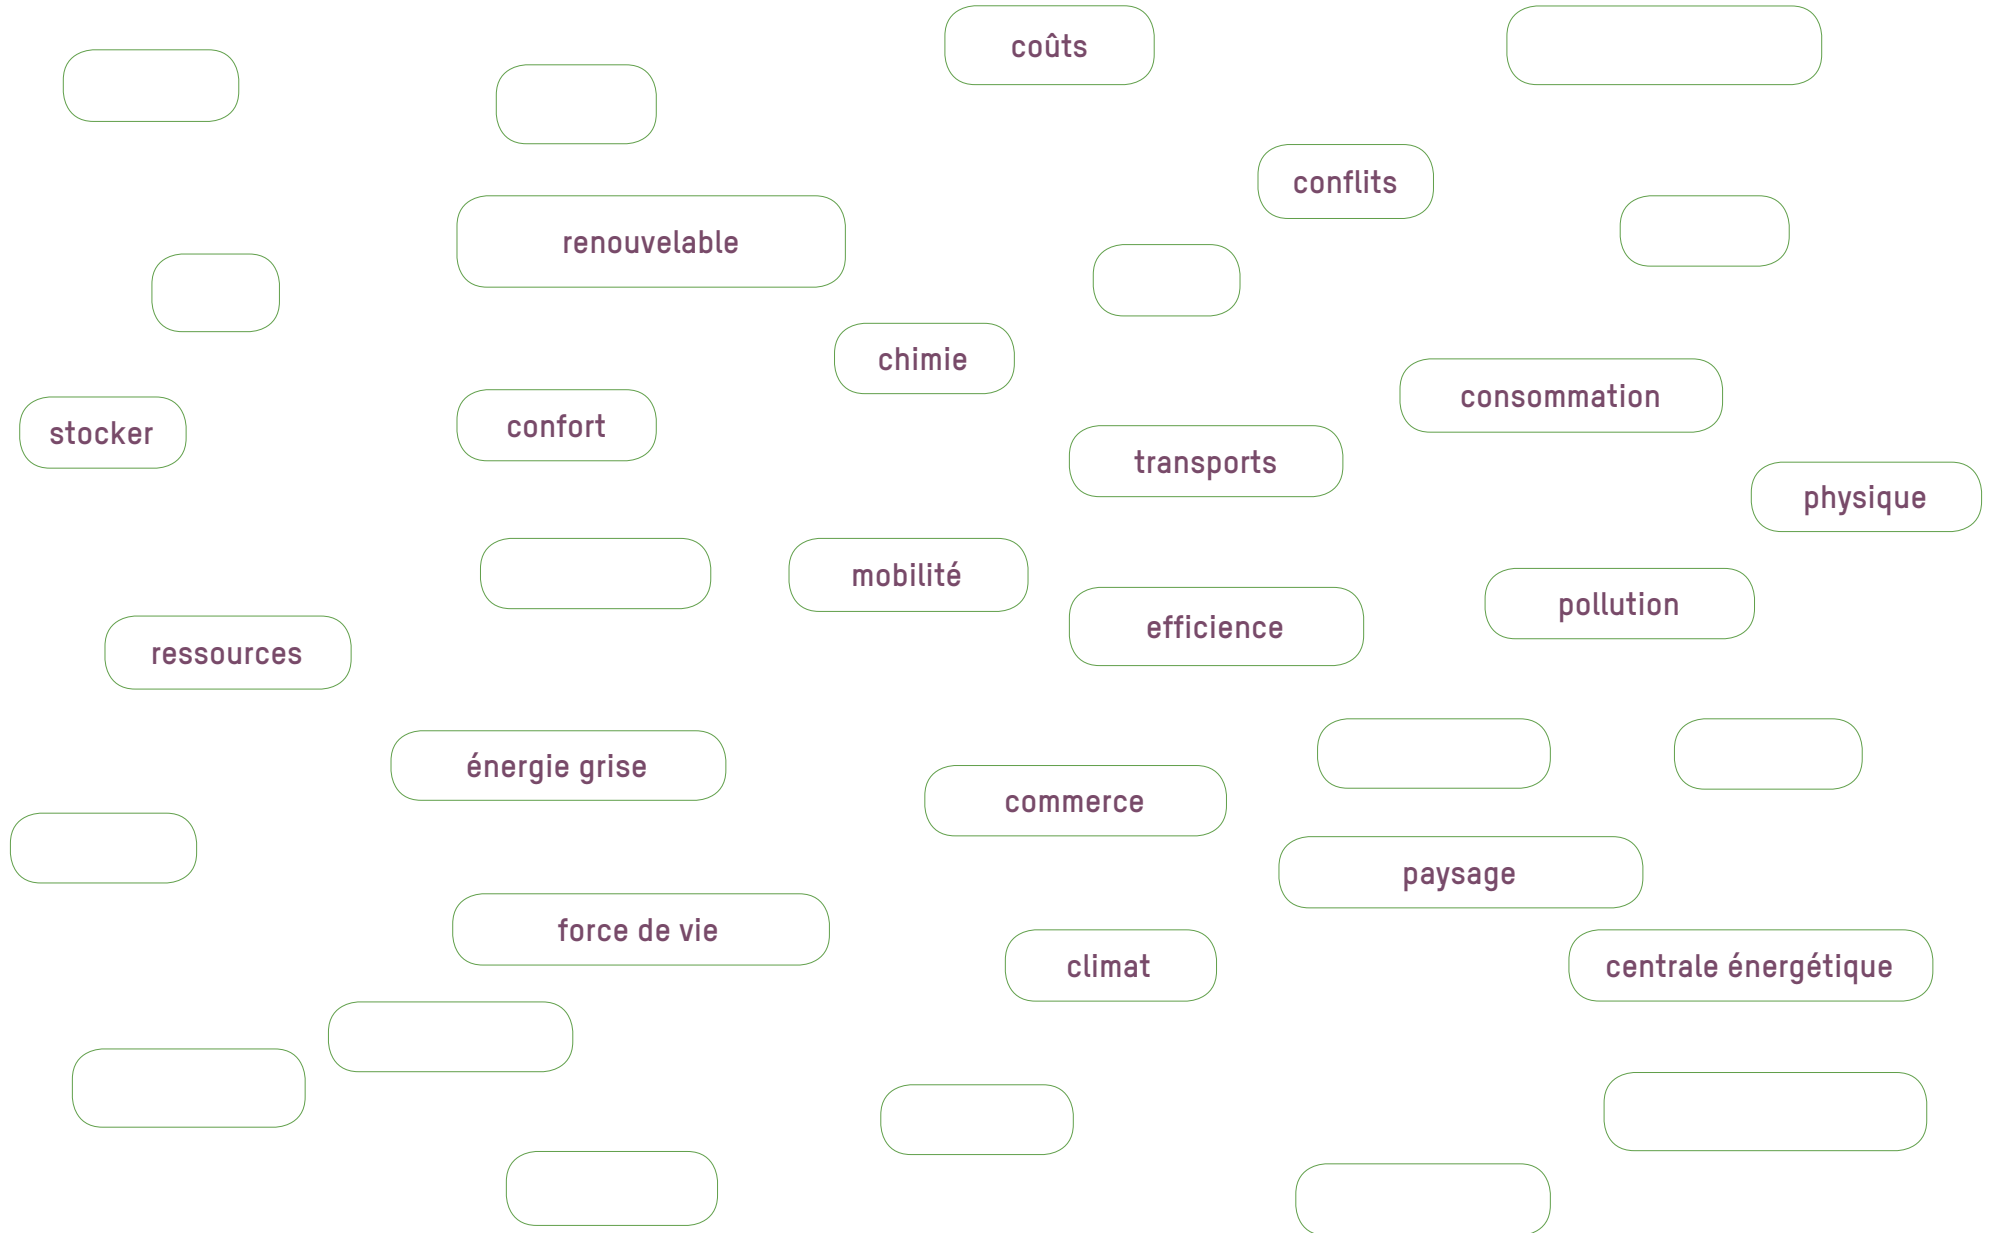 coûts
conflits
renouvelable
chimie
consommation
stocker
confort
transports
physique
mobilité
pollution
efficience
ressources
énergie grise
commerce
paysage
force de vie
climat
centrale énergétique